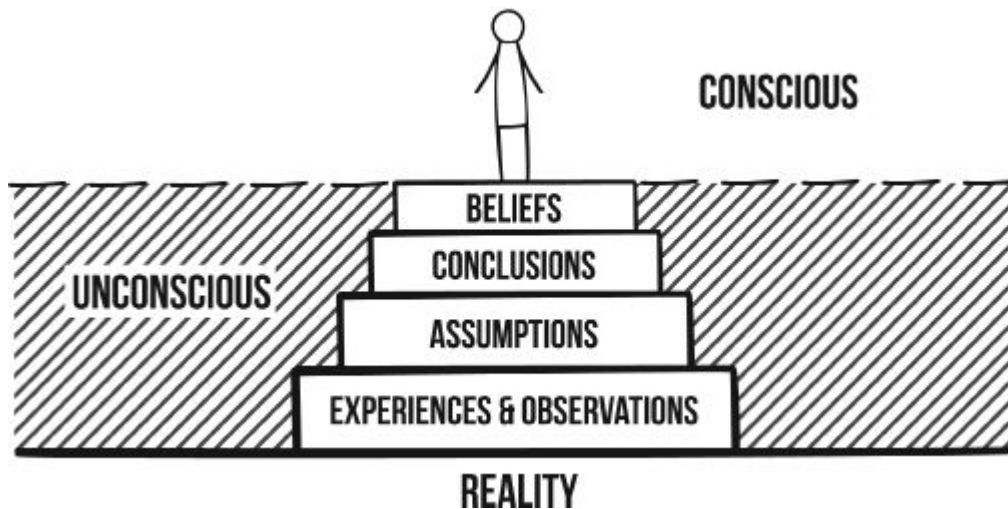 CONSCIOUS
BELIEFS
CONCLUSIONS
UNCONSCIOUS
ASSUMPTIONS
EXPERIENCES & OBSERVATIONS
REALITY